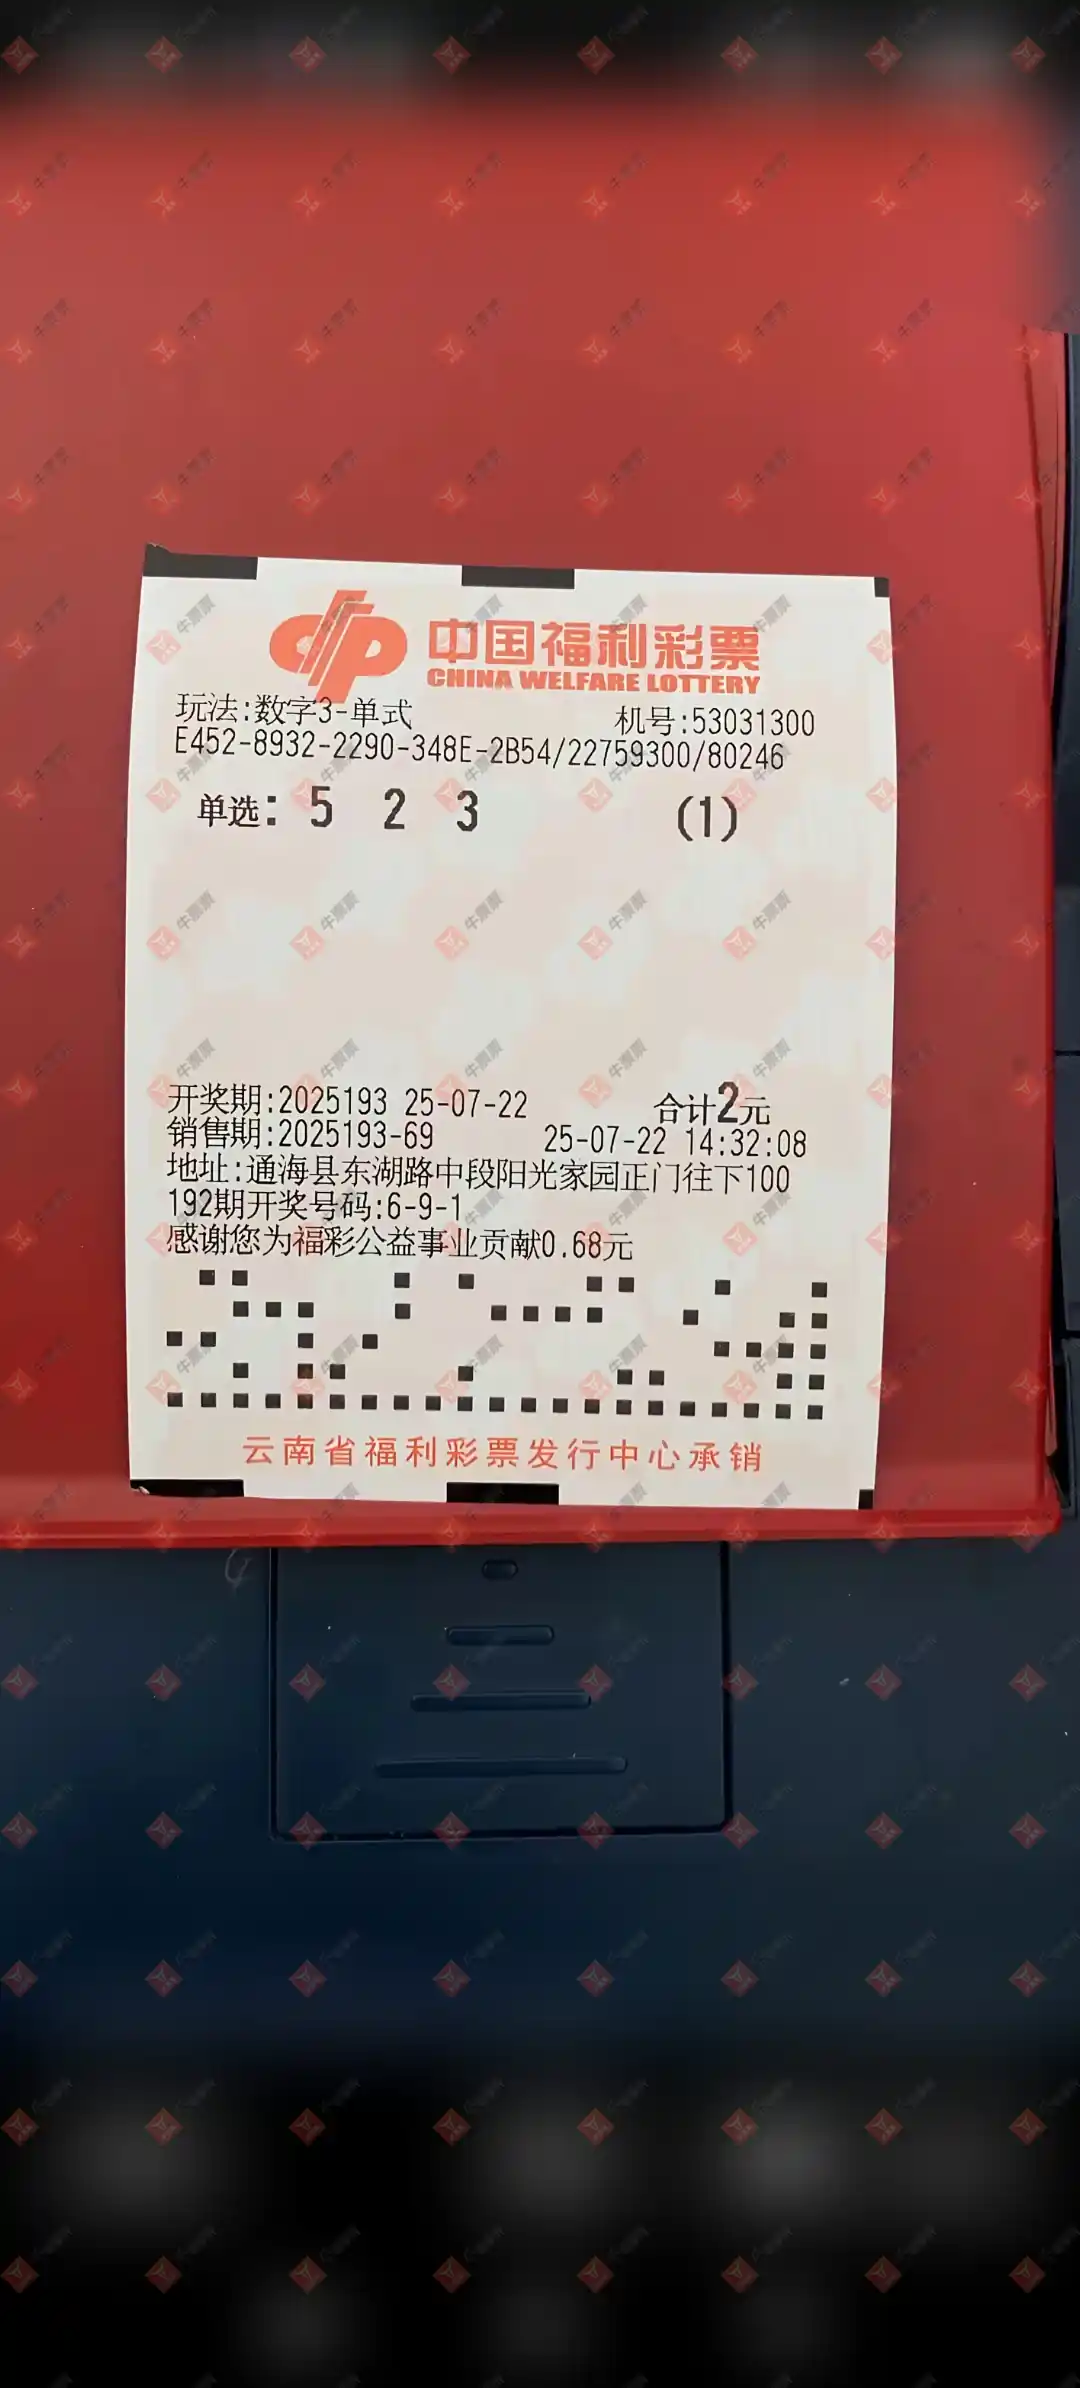 中国福利彩票
CHINA WELFARE LOTTERY
玩法:数字3-单式 机号:53031300
E452-8932-2290-348E-2B54/22759300/80246
单选: 5 2 3 (1)
开奖期:2025193 25-07-22 合计2元
销售期:2025193-69 25-07-22 14:32:08
地址:通海县东湖路中段阳光家园正门往下100
192期开奖号码:6-9-1
感谢您为福彩公益事业贡献0.68元
云南省福利彩票发行中心承销
牛票票